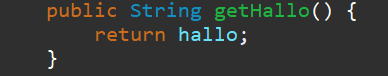 public String getHallo() {
    return hallo;
}